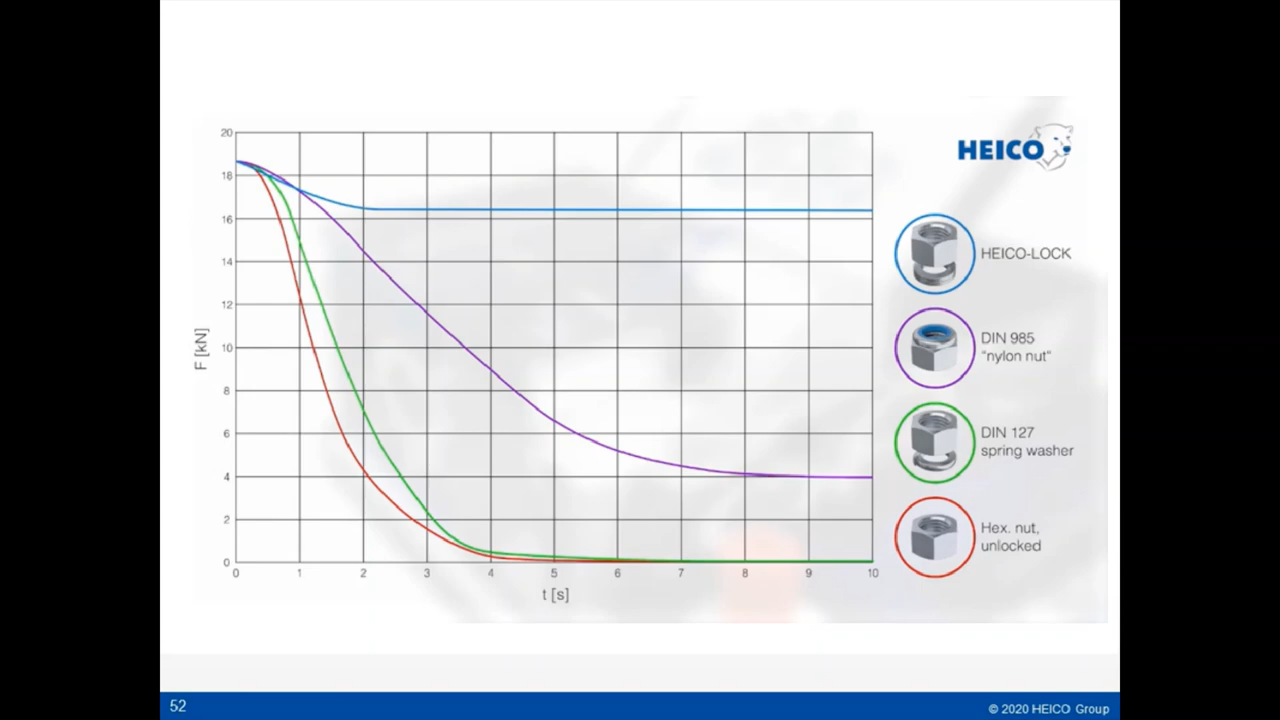 HEICO
20
18
16
14
12
10
8
6
4
2
0
F [kN]
0 1 2 3 4 5 6 7 8 9 10
t [s]
HEICO-LOCK
DIN 985
"nylon nut"
DIN 127
spring washer
Hex. nut,
unlocked
52
© 2020 HEICO Group